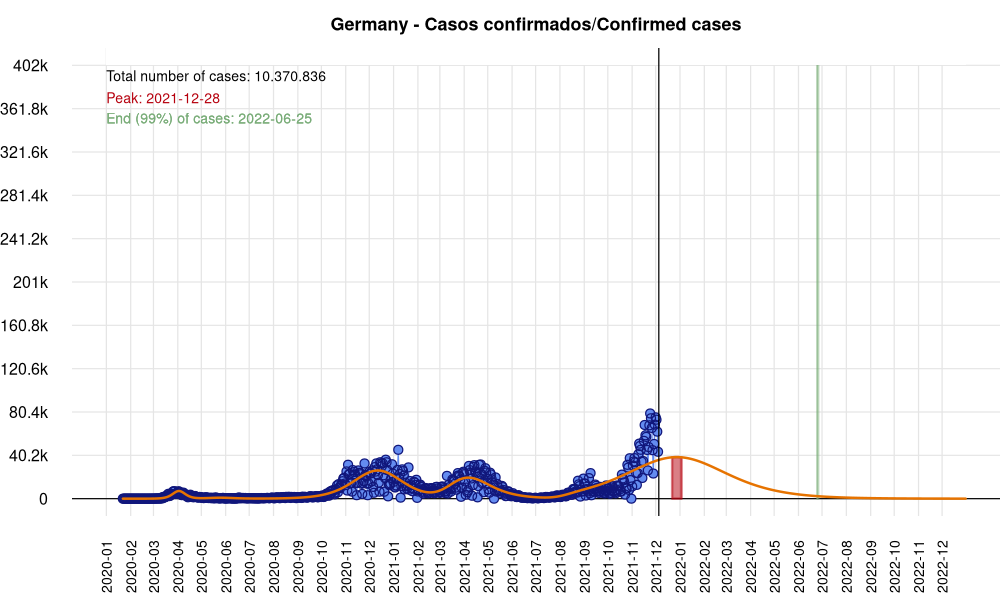 Germany - Casos confirmados/Confirmed cases
402k
Total number of cases: 10.370.836
Peak: 2021-12-28
End (99%) of cases: 2022-06-25
361.8k
321.6k
281.4k
241.2k
201k
160.8k
120.6k
80.4k
40.2k
0
2020-01
2020-02
2020-03
2020-04
2020-05
2020-06
2020-07
2020-08
2020-09
2020-10
2020-11
2020-12
2021-01
2021-02
2021-03
2021-04
2021-05
2021-06
2021-07
2021-08
2021-09
2021-10
2021-11
2021-12
2022-01
2022-02
2022-03
2022-04
2022-05
2022-06
2022-07
2022-08
2022-09
2022-10
2022-11
2022-12